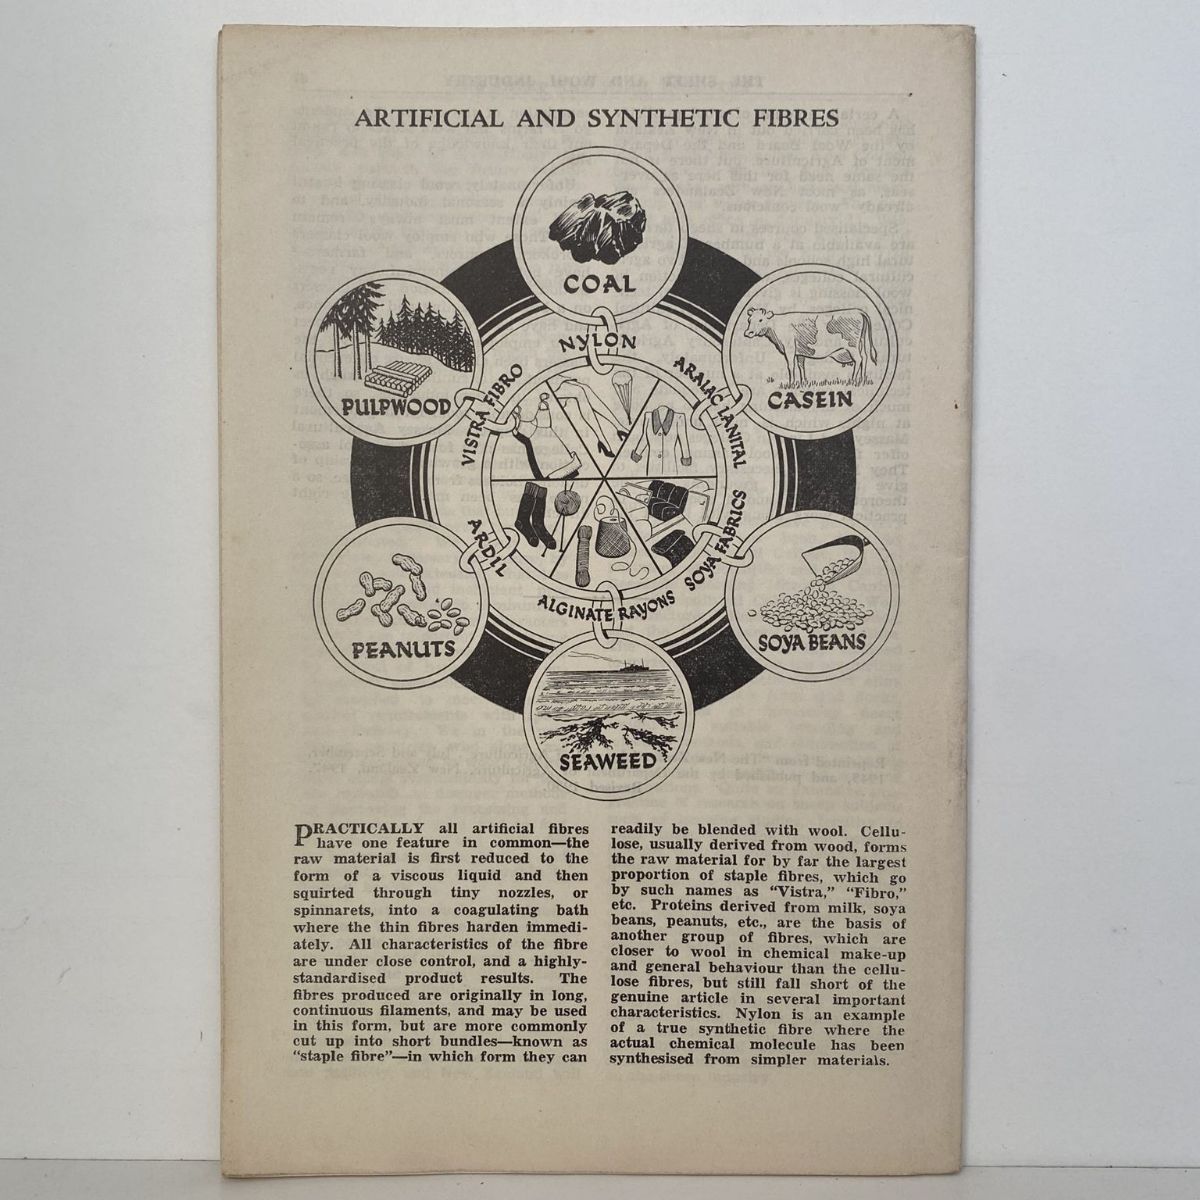 ARTIFICIAL AND SYNTHETIC FIBRES
COAL
NYLON
PULPWOOD
VISTRA FIBRO
ARALAC LANITAL
CASEIN
ARDIL
SOYA FABRICS
ALGINATE RAYONS
PEANUTS
SOYA BEANS
SEAWEED
PRACTICALLY all artificial fibres
have one feature in common—the
raw material is first reduced to the
form of a viscous liquid and then
squirted through tiny nozzles, or
spinnarets, into a coagulating bath
where the thin fibres harden immedi-
ately. All characteristics of the fibre
are under close control, and a highly-
standardised product results. The
fibres produced are originally in long,
continuous filaments, and may be used
in this form, but are more commonly
cut up into short bundles—known as
"staple fibre"—in which form they can
readily be blended with wool. Cellu-
lose, usually derived from wood, forms
the raw material for by far the largest
proportion of staple fibres, which go
by such names as "Vistra," "Fibro,"
etc. Proteins derived from milk, soya
beans, peanuts, etc., are the basis of
another group of fibres, which are
closer to wool in chemical make-up
and general behaviour than the cellu-
lose fibres, but still fall short of the
genuine article in several important
characteristics. Nylon is an example
of a true synthetic fibre where the
actual chemical molecule has been
synthesised from simpler materials.